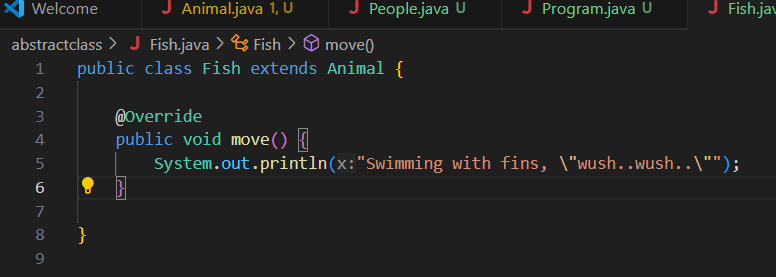 Welcome J Animal.java 1, U J People.java U J Program.java U J Fish.jav
abstractclass > J Fish.java > Fish > move()
1 public class Fish extends Animal {
2
3 @Override
4 public void move() {
5 System.out.println(x:"Swimming with fins, \"wush..wush..\"");
6 }
7
8 }
9